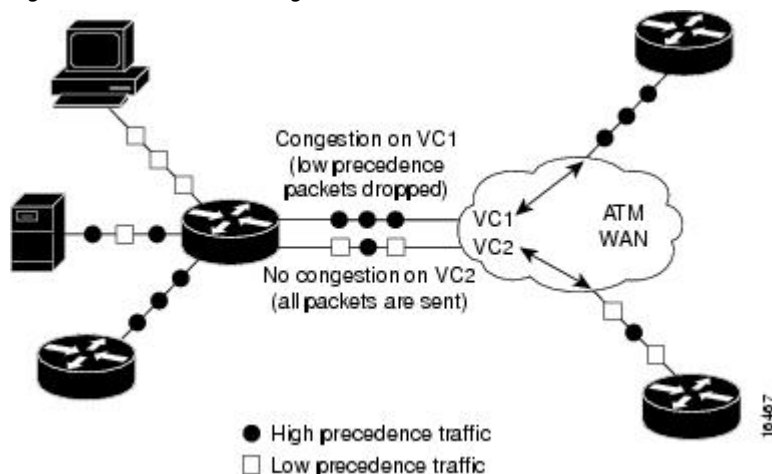 Congestion on VC1
(low precedence
packets dropped)
VC1
VC2
ATM
WAN
No congestion on VC2
(all packets are sent)
High precedence traffic
Low precedence traffic
16467